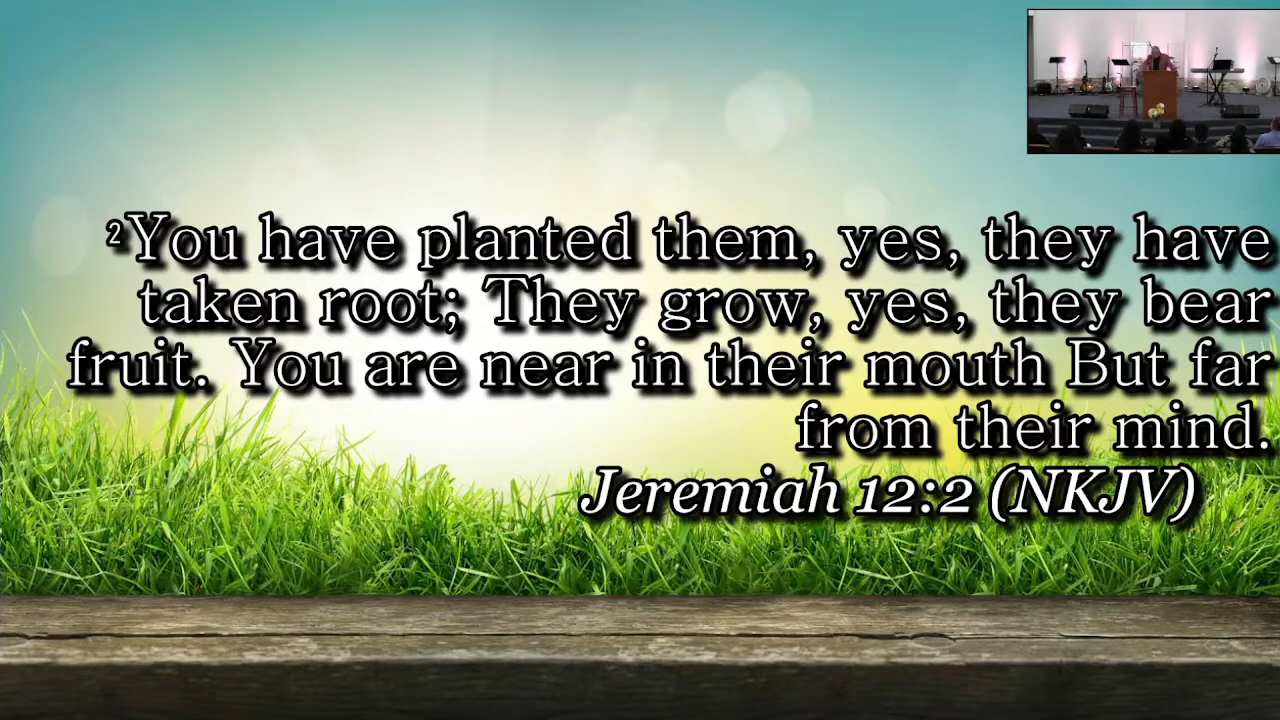 ²You have planted them, yes, they have
taken root; They grow, yes, they bear
fruit. You are near in their mouth But far
from their mind.
Jeremiah 12:2 (NKJV)